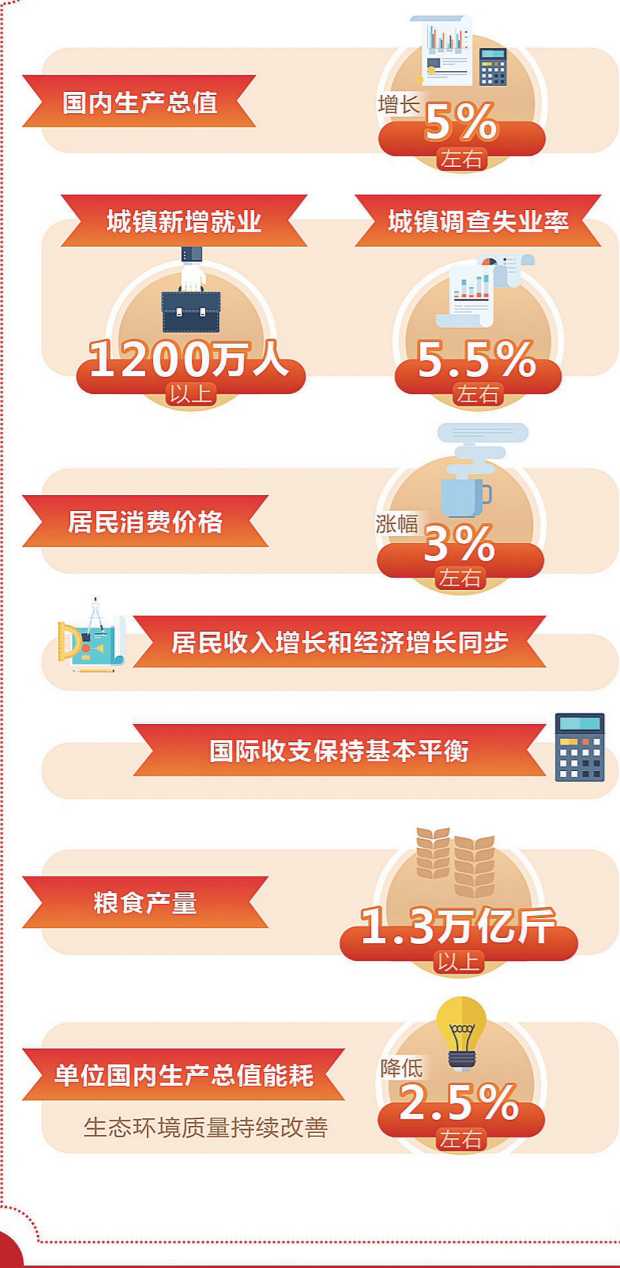 国内生产总值
增长
5%
左右
城镇新增就业
城镇调查失业率
1200万人
以上
5.5%
左右
居民消费价格
涨幅
3%
左右
居民收入增长和经济增长同步
国际收支保持基本平衡
粮食产量
1.3万亿斤
以上
单位国内生产总值能耗
降低
2.5%
左右
生态环境质量持续改善